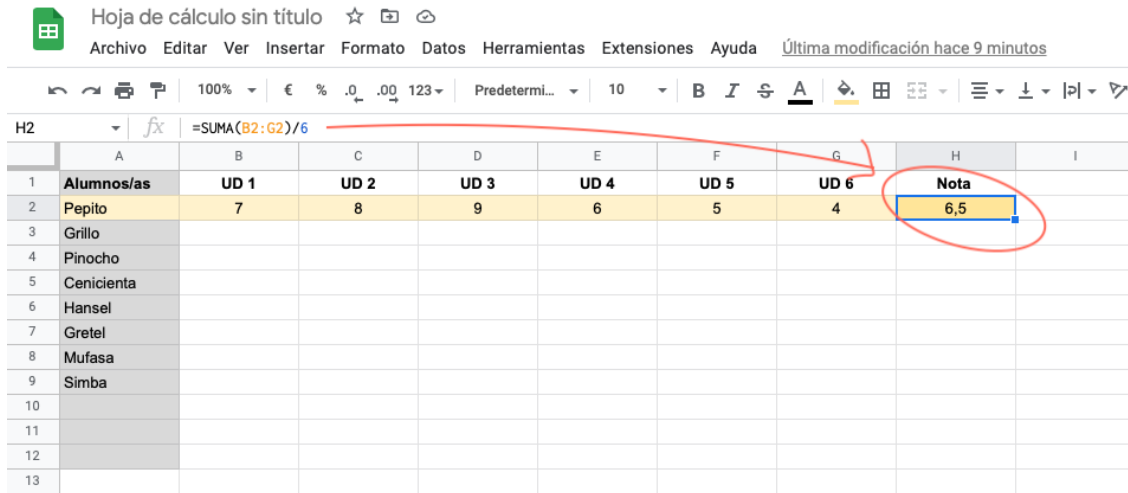 Hoja de cálculo sin título
Archivo Editar Ver Insertar Formato Datos Herramientas Extensiones Ayuda Última modificación hace 9 minutos
100% € % .0 .00 123 Predetermi... 10 B I S A
H2 fx =SUMA(B2:G2)/6
A B C D E F G H I
1 Alumnos/as UD 1 UD 2 UD 3 UD 4 UD 5 UD 6 Nota
2 Pepito 7 8 9 6 5 4 6,5
3 Grillo
4 Pinocho
5 Cenicienta
6 Hansel
7 Gretel
8 Mufasa
9 Simba
10
11
12
13